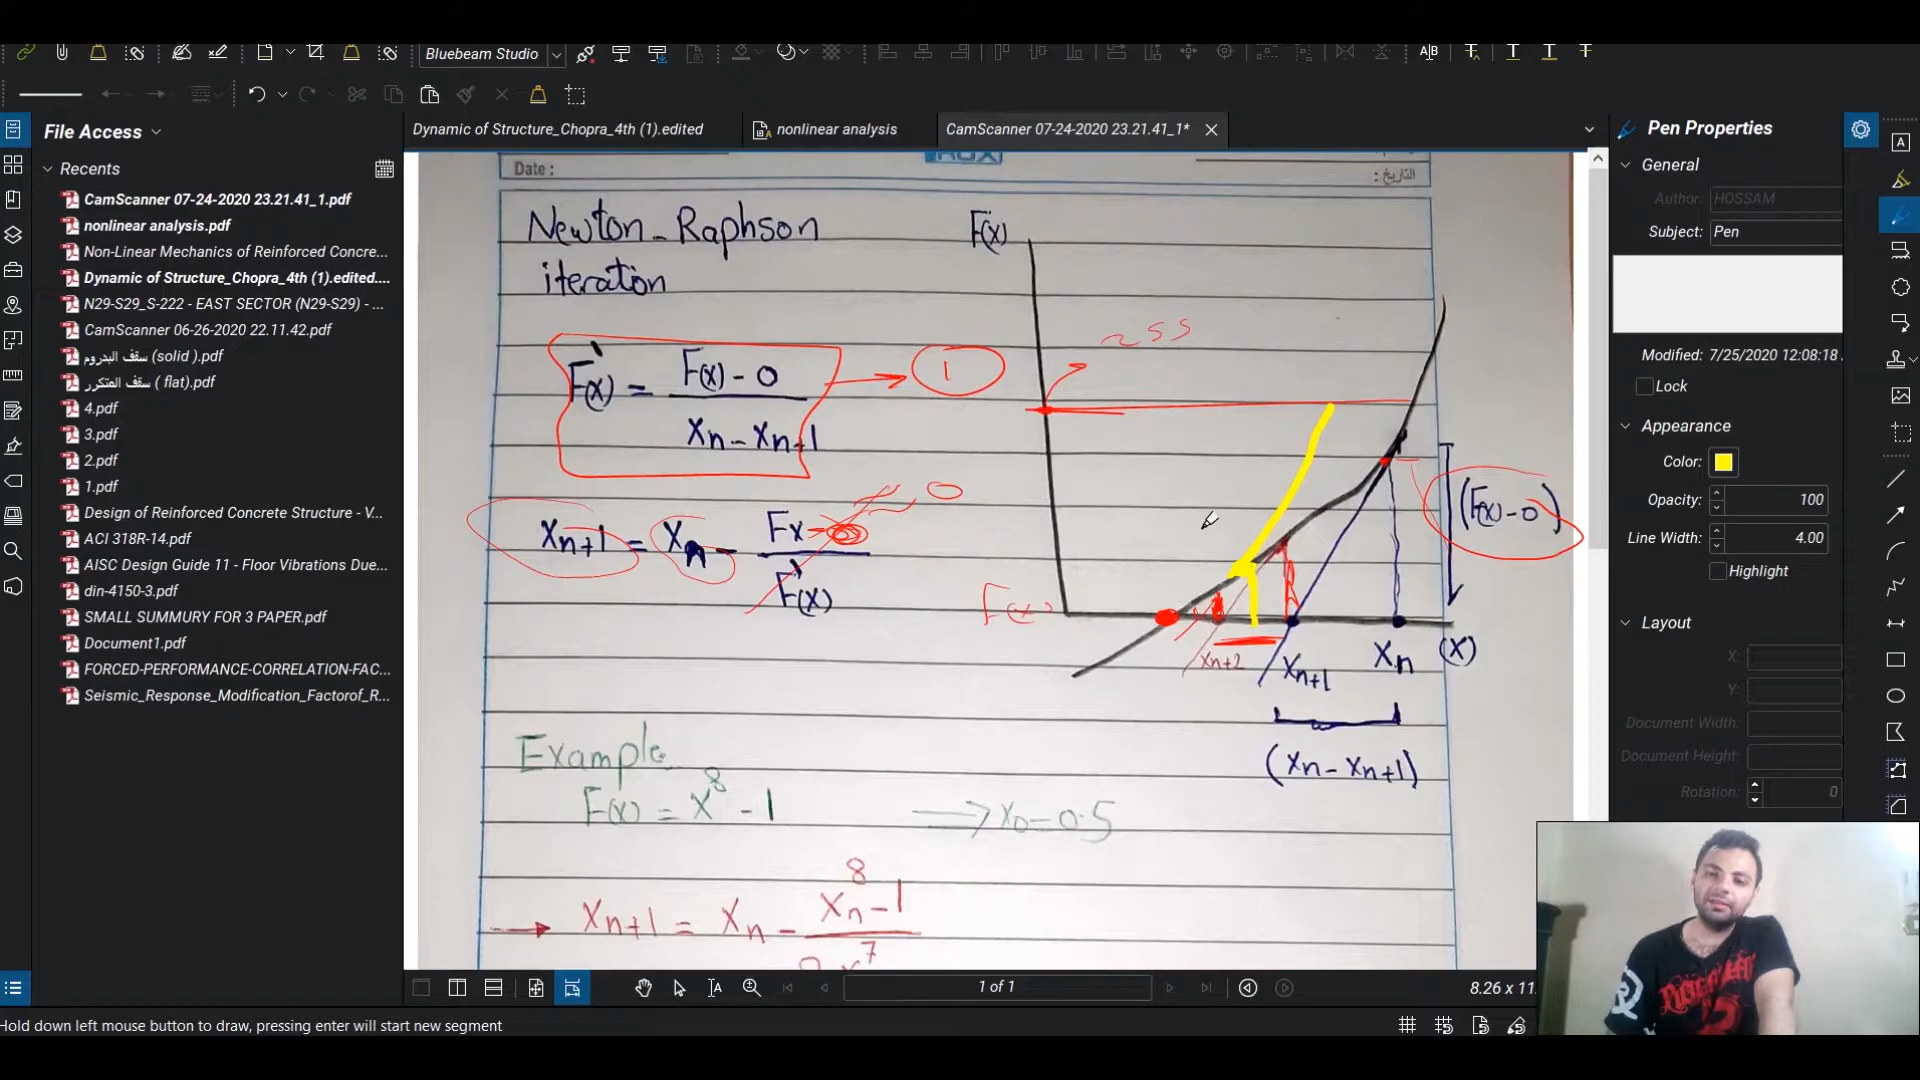 Bluebeam Studio
File Access
Recents
CamScanner 07-24-2020 23.21.41_1.pdf
nonlinear analysis.pdf
Non-Linear Mechanics of Reinforced Concre...
Dynamic of Structure_Chopra_4th (1).edited....
N29-S29_S-222 - EAST SECTOR (N29-S29) - ...
CamScanner 06-26-2020 22.11.42.pdf
سقف البدروم (solid ).pdf
سقف المتكرر ( flat).pdf
4.pdf
3.pdf
2.pdf
1.pdf
Design of Reinforced Concrete Structure - V...
ACI 318R-14.pdf
AISC Design Guide 11 - Floor Vibrations Due...
din-4150-3.pdf
SMALL SUMMURY FOR 3 PAPER.pdf
Document1.pdf
FORCED-PERFORMANCE-CORRELATION-FAC...
Seismic_Response_Modification_Factorof_R...
Dynamic of Structure_Chopra_4th (1).edited
nonlinear analysis
CamScanner 07-24-2020 23.21.41_1*
Date :
التاريخ :
Newton-Raphson
iteration
F(x)
F'(x) = F(x) - 0 / Xn - Xn+1
1
Xn+1 = Xn - Fx / F'(x)
0
(F(x) - 0)
Xn+2
Xn+1
Xn
(X)
(Xn - Xn+1)
Example
F(x) = X^8 - 1
→ X0 = 0.5
→ Xn+1 = Xn - Xn^8 - 1
Pen Properties
General
Author: HOSSAM
Subject: Pen
Modified: 7/25/2020 12:08:18
Lock
Appearance
Color:
Opacity: 100
Line Width: 4.00
Highlight
Layout
X:
Y:
Document Width:
Document Height:
Rotation: 0
1 of 1
8.26 x 11
Hold down left mouse button to draw, pressing enter will start new segment